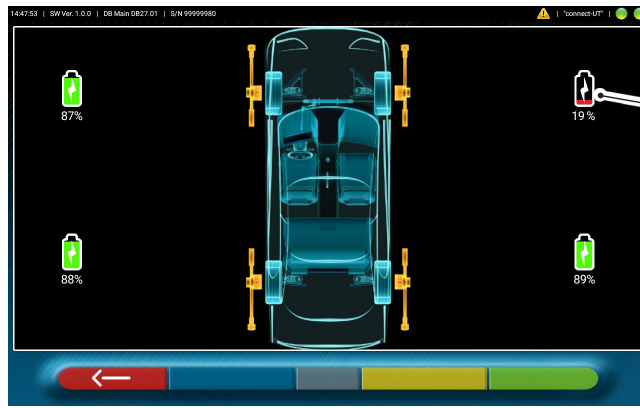 14:47:53 | SW Ver. 1.0.0 | DB Main DB27.01 | S/N 99999980 | "connect-UT" |
87%
19 %
88%
89%